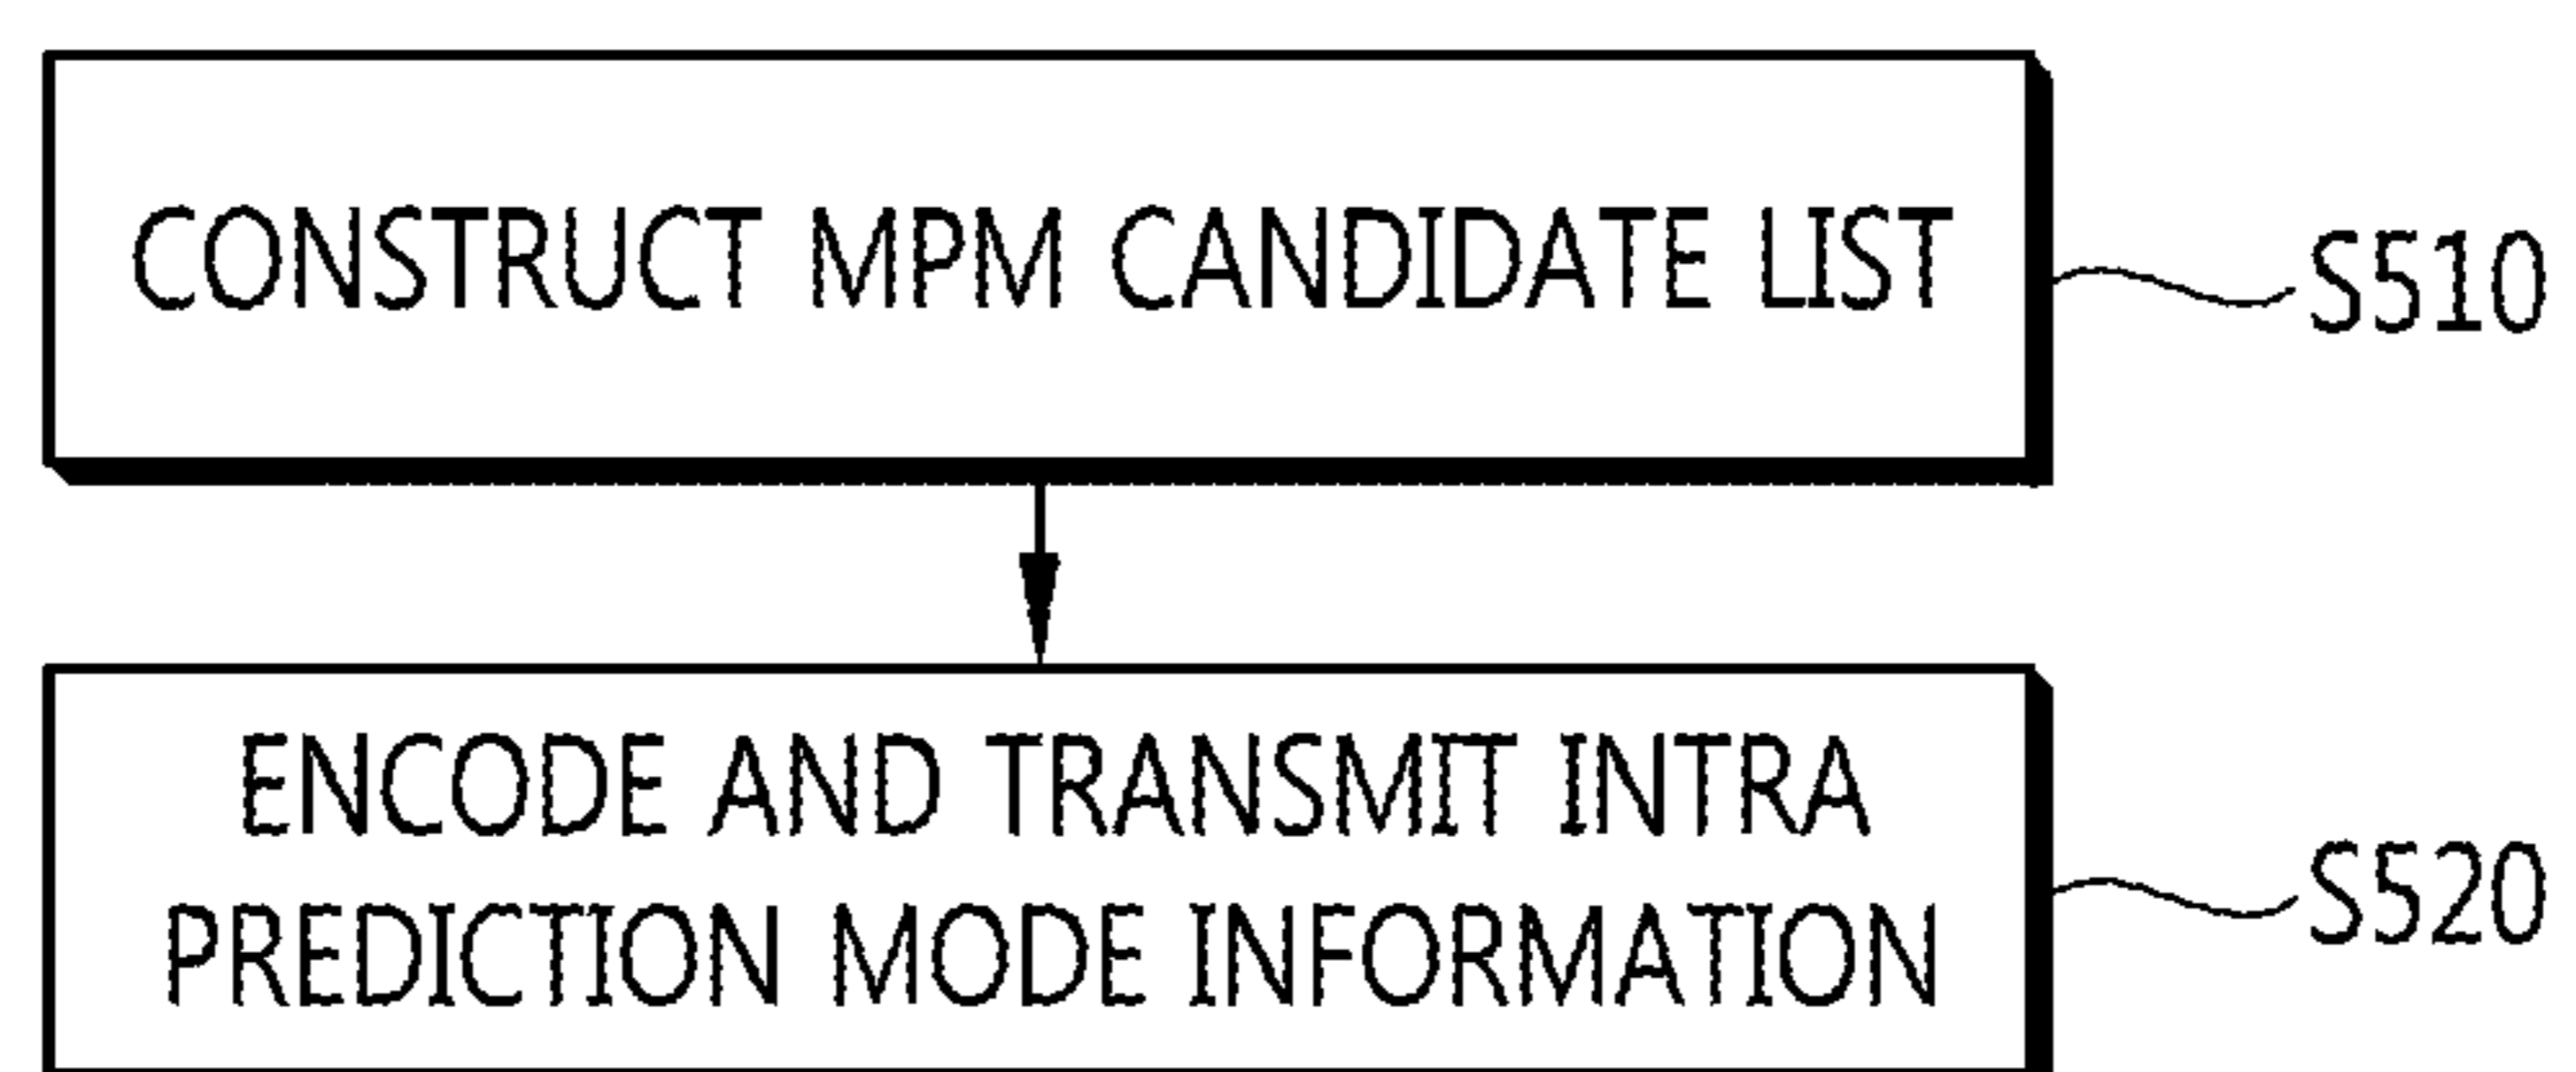 CONSTRUCT MPM CANDIDATE LIST
S510
ENCODE AND TRANSMIT INTRA
PREDICTION MODE INFORMATION
S520